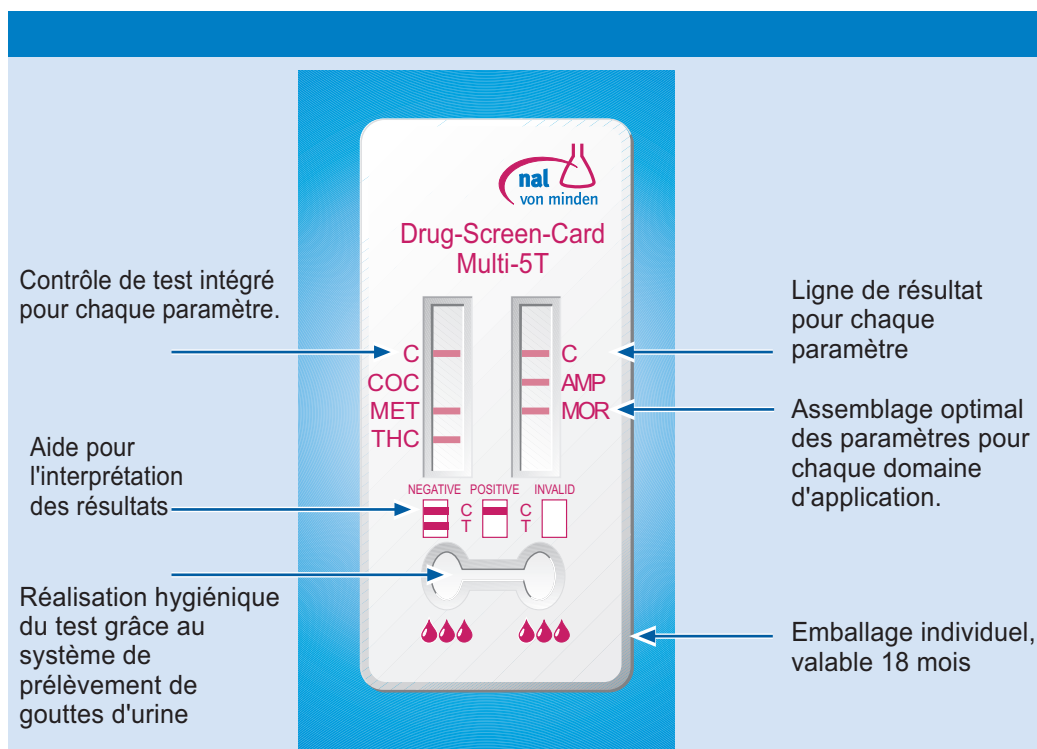 nal
von minden
Drug-Screen-Card
Multi-5T
Contrôle de test intégré
pour chaque paramètre.
C
COC
MET
THC
C
AMP
MOR
Ligne de résultat
pour chaque
paramètre
Assemblage optimal
des paramètres pour
chaque domaine
d'application.
Aide pour
l'interprétation
des résultats
NEGATIVE POSITIVE INVALID
C C
T T
Réalisation hygiénique
du test grâce au
système de
prélèvement de
gouttes d'urine
Emballage individuel,
valable 18 mois